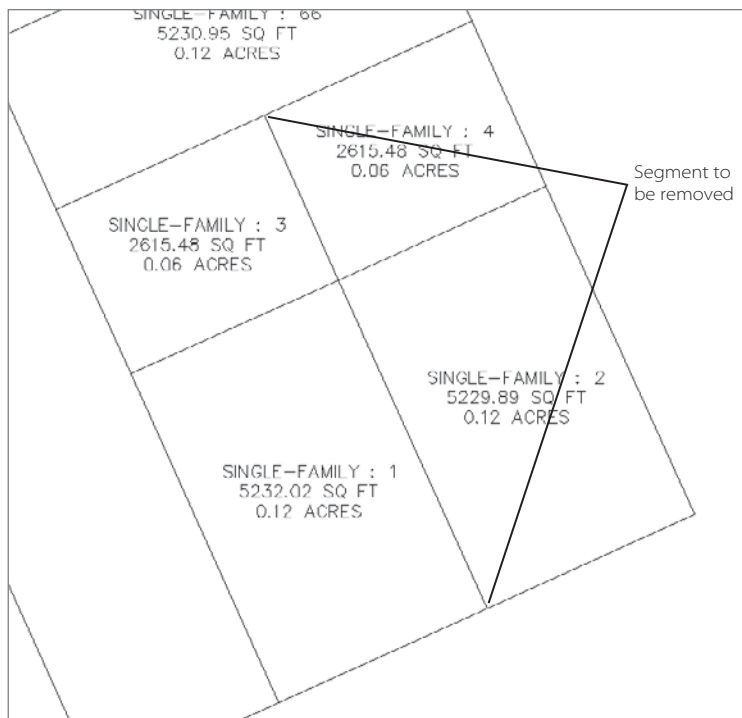 SINGLE-FAMILY : 66
5230.95 SQ FT
0.12 ACRES
SINGLE-FAMILY : 4
2615.48 SQ FT
0.06 ACRES
Segment to
be removed
SINGLE-FAMILY : 3
2615.48 SQ FT
0.06 ACRES
SINGLE-FAMILY : 2
5229.89 SQ FT
0.12 ACRES
SINGLE-FAMILY : 1
5232.02 SQ FT
0.12 ACRES